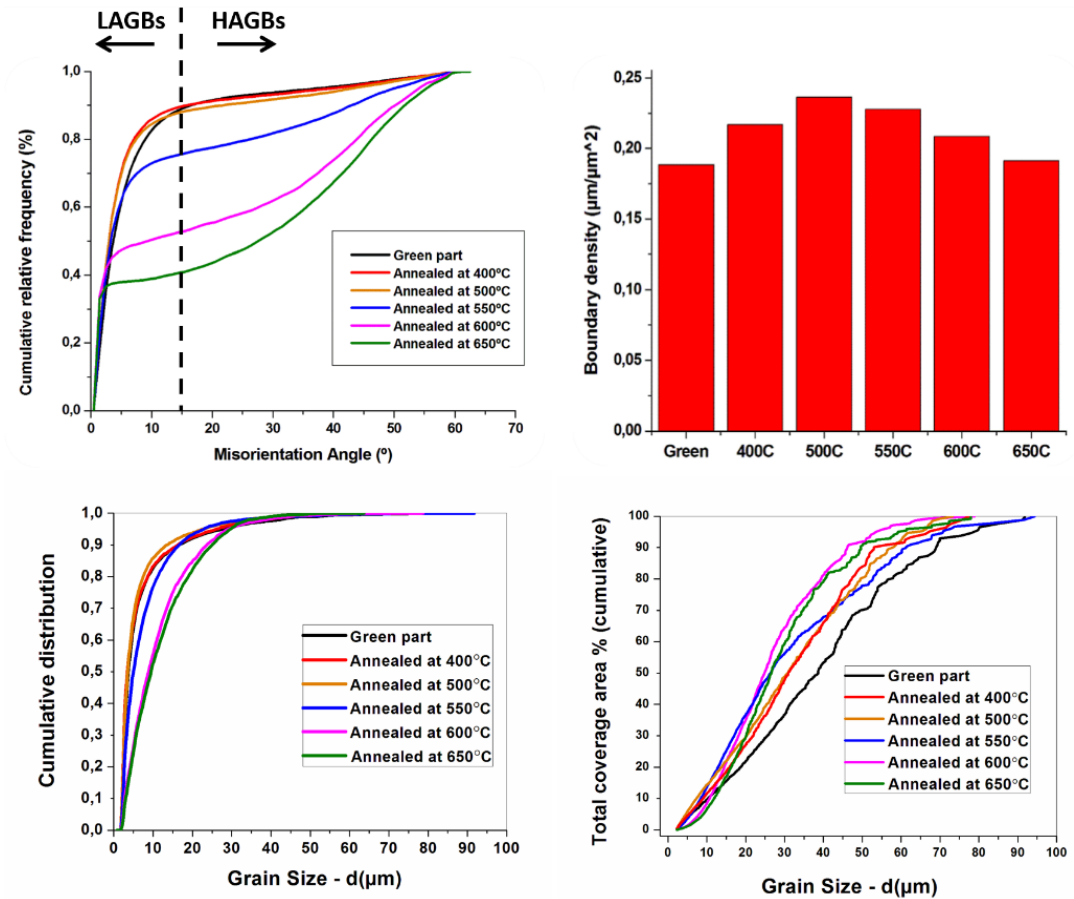 LAGBs HAGBs
1,0
0,8
0,6
0,4
0,2
0,0
0 10 20 30 40 50 60 70
Cumulative relative frequency (%)
Misorientation Angle (º)
Green part
Annealed at 400ºC
Annealed at 500ºC
Annealed at 550ºC
Annealed at 600ºC
Annealed at 650ºC
0,25
0,20
0,15
0,10
0,05
0,00
Boundary density (µm/µm^2)
Green 400C 500C 550C 600C 650C
1,0
0,9
0,8
0,7
0,6
0,5
0,4
0,3
0,2
0,1
0,0
0 10 20 30 40 50 60 70 80 90 100
Cumulative distribution
Grain Size - d(µm)
Green part
Annealed at 400°C
Annealed at 500°C
Annealed at 550°C
Annealed at 600°C
Annealed at 650°C
100
90
80
70
60
50
40
30
20
10
0
0 10 20 30 40 50 60 70 80 90 100
Total coverage area % (cumulative)
Grain Size - d(µm)
Green part
Annealed at 400°C
Annealed at 500°C
Annealed at 550°C
Annealed at 600°C
Annealed at 650°C